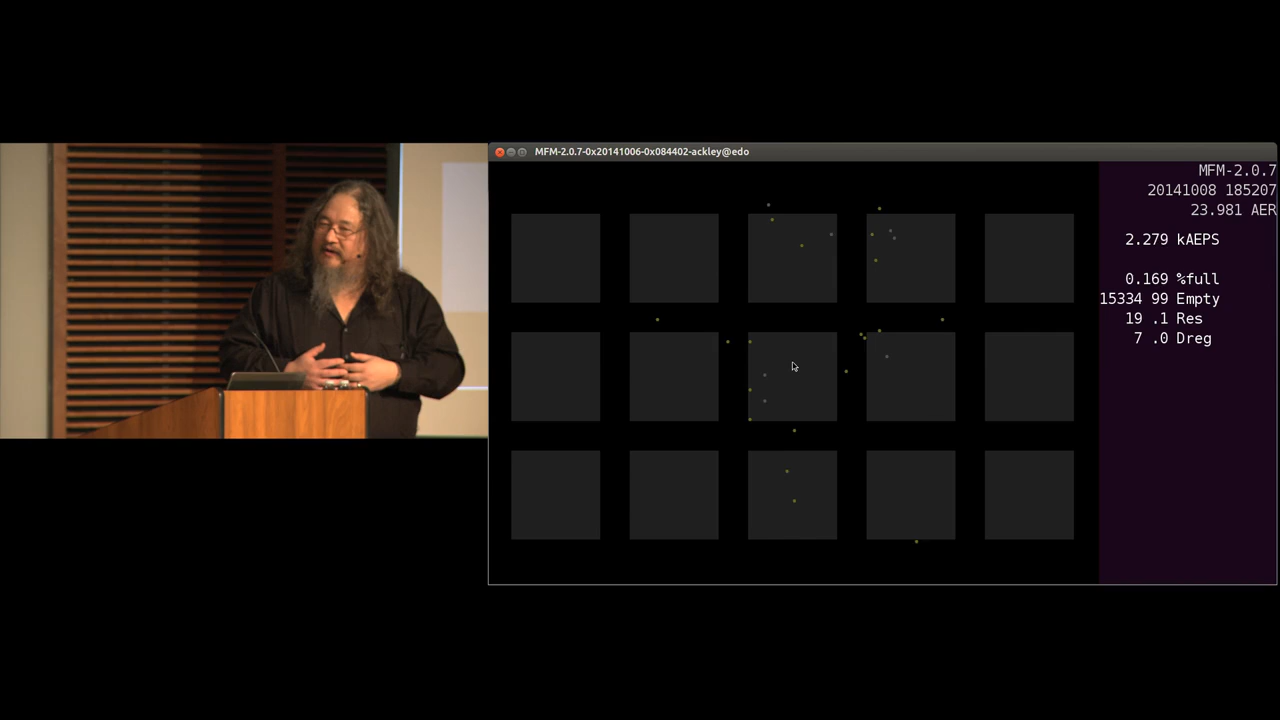 MFM-2.0.7-0x20141006-0x084402-ackley@edo
MFM-2.0.7
20141008 185207
23.981 AER
2.279 kAEPS
0.169 %full
15334 99 Empty
19 .1 Res
7 .0 Dreg